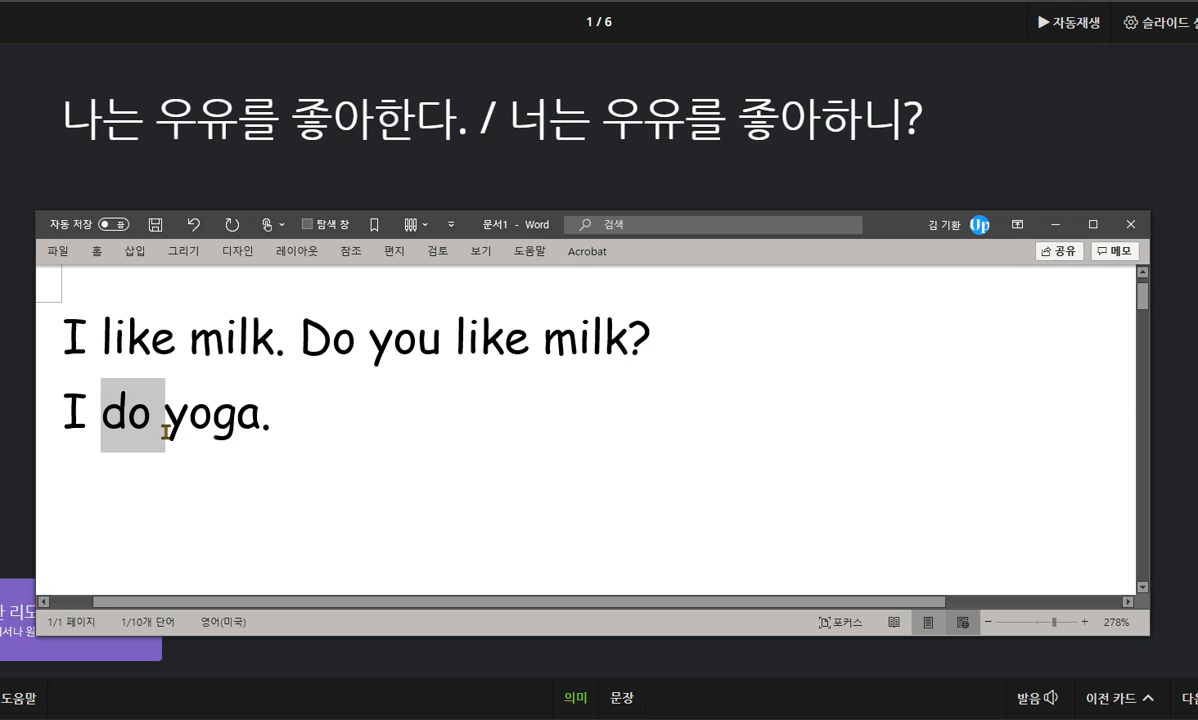 1 / 6
자동재생
슬라이드
나는 우유를 좋아한다. / 너는 우유를 좋아하니?
자동 저장 끔
탐색 창
문서1 - Word
검색
김 기환
Up
파일 홈 삽입 그리기 디자인 레이아웃 참조 편지 검토 보기 도움말 Acrobat
공유 메모
I like milk. Do you like milk?
I do yoga.
1/1 페이지 1/10개 단어 영어(미국)
포커스
278%
도움말
의미 문장
발음 이전 카드